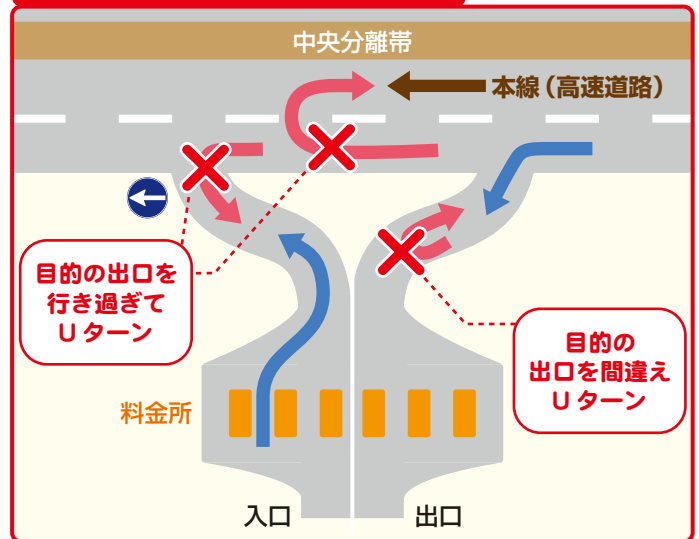 中央分離帯
本線（高速道路）
目的の出口を
行き過ぎて
Uターン
目的の
出口を間違え
Uターン
料金所
入口
出口